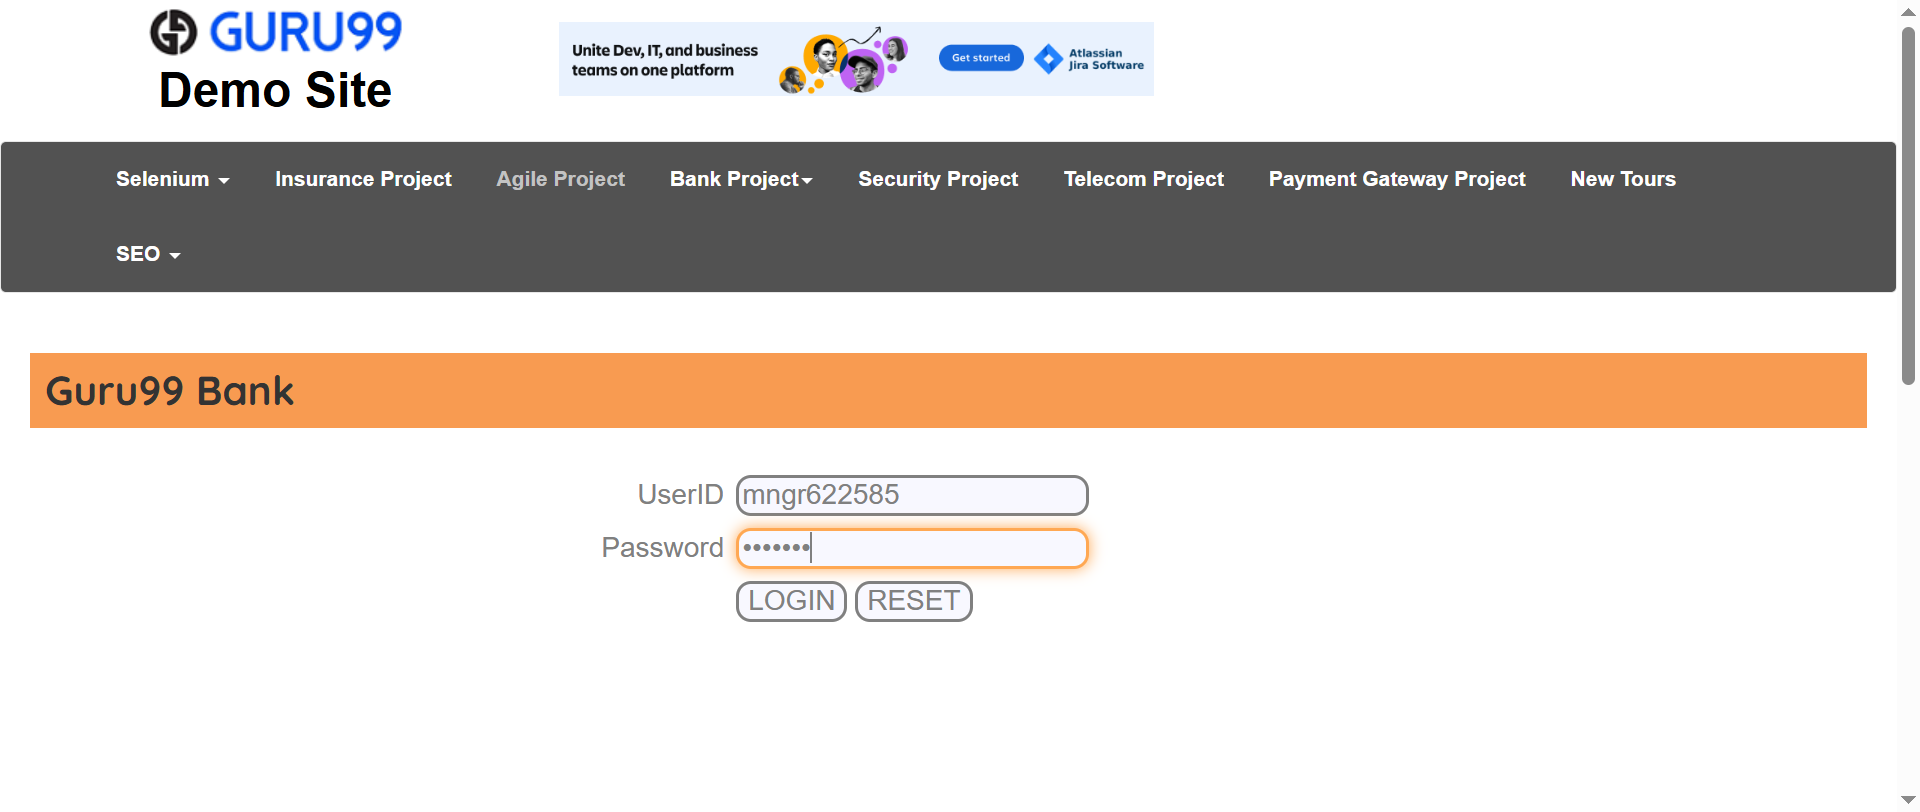 GURU99
Demo Site
Unite Dev, IT, and business
teams on one platform
Get started
Atlassian
Jira Software
Selenium
Insurance Project
Agile Project
Bank Project
Security Project
Telecom Project
Payment Gateway Project
New Tours
SEO
Guru99 Bank
UserID mngr622585
Password •••••••
LOGIN RESET